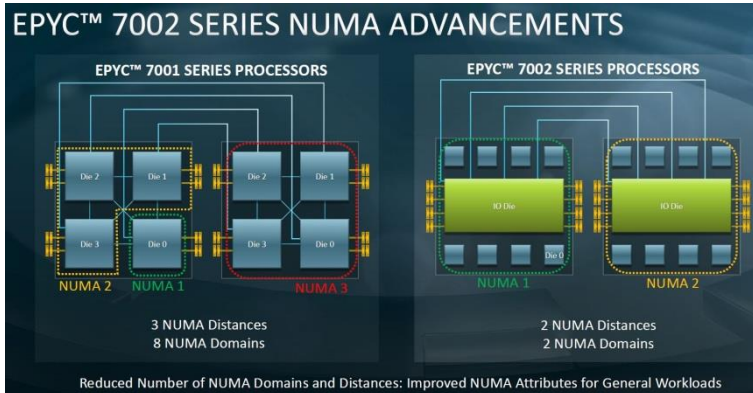 EPYC™ 7002 SERIES NUMA ADVANCEMENTS
EPYC™ 7001 SERIES PROCESSORS
Die 2
Die 1
Die 2
Die 1
Die 3
Die 0
Die 3
Die 0
NUMA 2
NUMA 1
NUMA 3
3 NUMA Distances
8 NUMA Domains
EPYC™ 7002 SERIES PROCESSORS
IO Die
IO Die
Die 0
NUMA 1
NUMA 2
2 NUMA Distances
2 NUMA Domains
Reduced Number of NUMA Domains and Distances: Improved NUMA Attributes for General Workloads